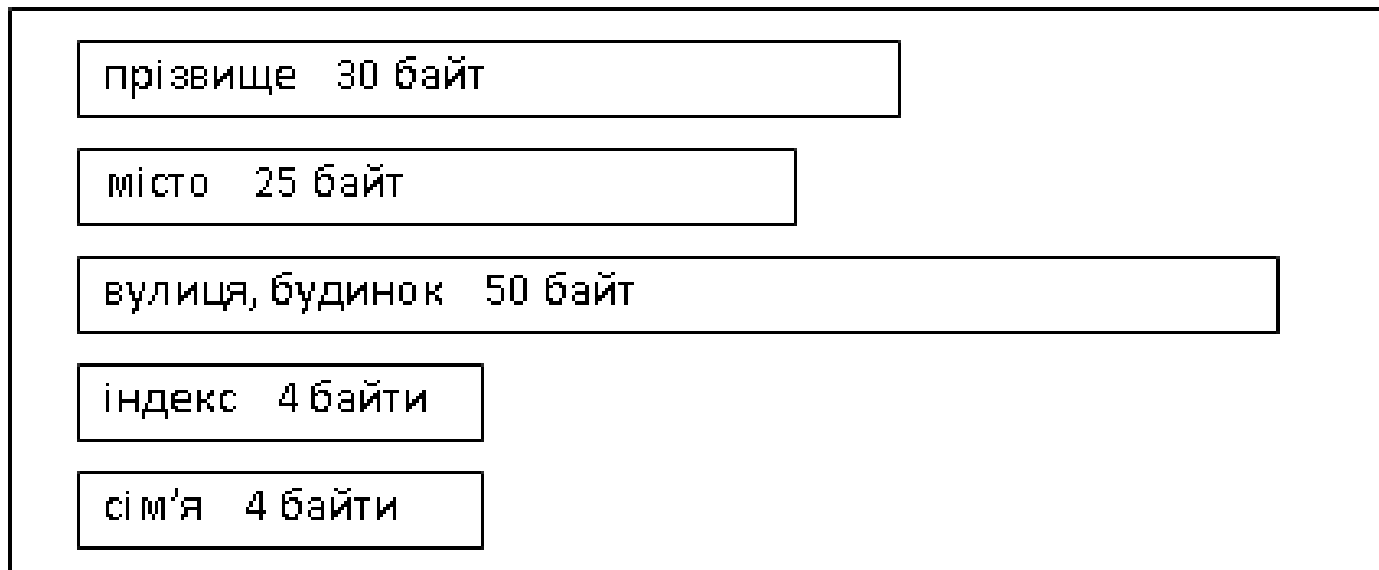 прізвище 30 байт
місто 25 байт
вулиця, будинок 50 байт
індекс 4 байти
сім'я 4 байти